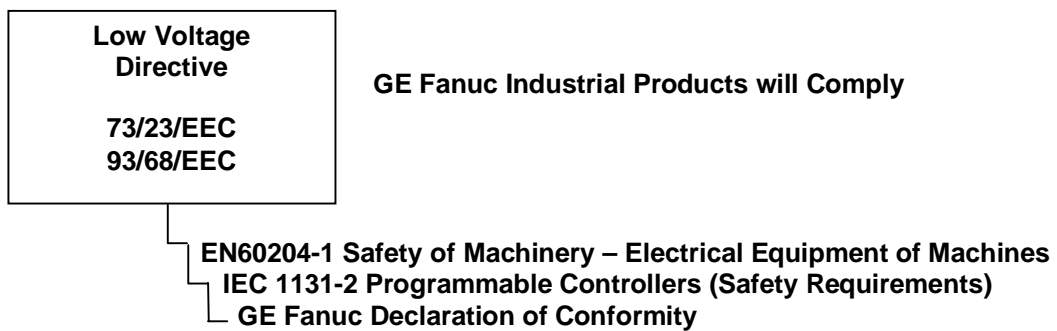 Low Voltage
Directive
73/23/EEC
93/68/EEC
GE Fanuc Industrial Products will Comply
EN60204-1 Safety of Machinery – Electrical Equipment of Machines
IEC 1131-2 Programmable Controllers (Safety Requirements)
GE Fanuc Declaration of Conformity